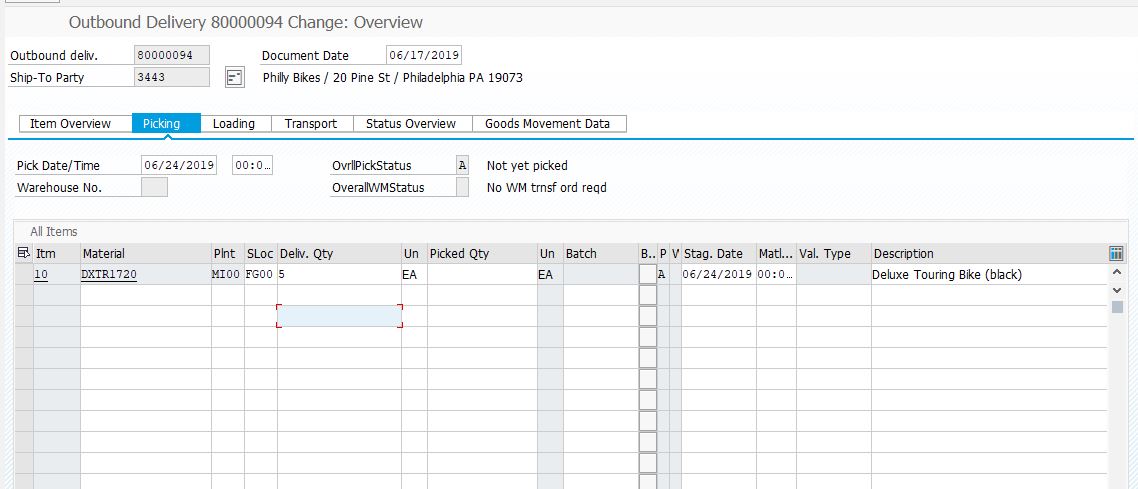 Outbound Delivery 80000094 Change: Overview
Outbound deliv. 80000094 Document Date 06/17/2019
Ship-To Party 3443 Philly Bikes / 20 Pine St / Philadelphia PA 19073
Item Overview Picking Loading Transport Status Overview Goods Movement Data
Pick Date/Time 06/24/2019 00:0… OvrllPickStatus A Not yet picked
Warehouse No. OverallWMStatus No WM trnsf ord reqd
All Items
Itm Material Plnt SLoc Deliv. Qty Un Picked Qty Un Batch B.. P W Stag. Date Matl... Val. Type Description
10 DXTR1720 MI00 FG00 5 EA EA A 06/24/2019 00:0… Deluxe Touring Bike (black)